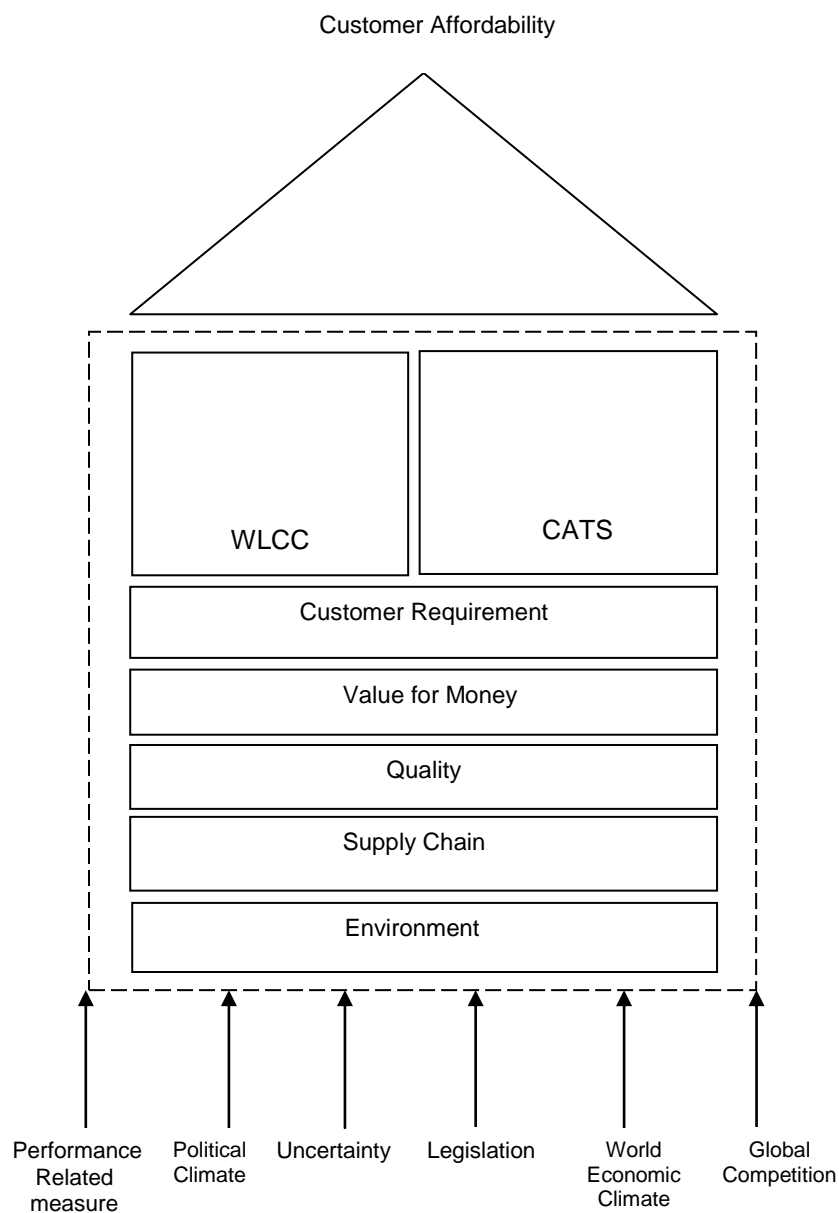 Customer Affordability
WLCC
CATS
Customer Requirement
Value for Money
Quality
Supply Chain
Environment
Performance
Related
measure
Political
Climate
Uncertainty
Legislation
World
Economic
Climate
Global
Competition